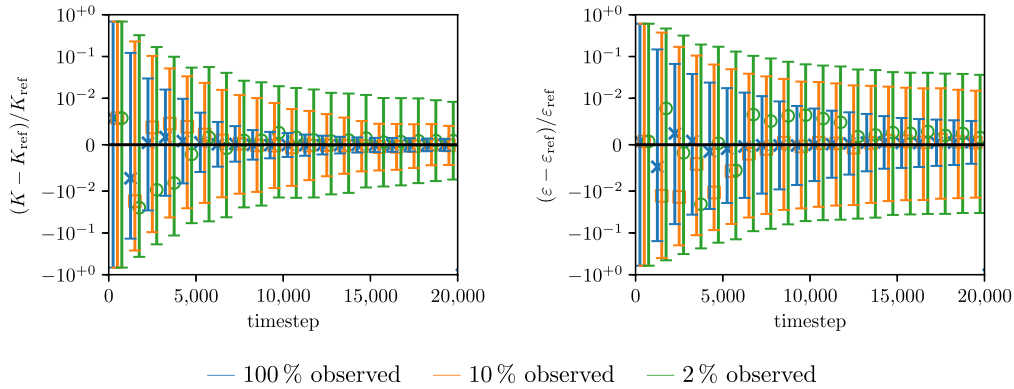 10⁺⁰
10⁻¹
10⁻²
0
−10⁻²
−10⁻¹
−10⁺⁰
(K − K_ref)/K_ref
0 5,000 10,000 15,000 20,000
timestep
10⁺⁰
10⁻¹
10⁻²
0
−10⁻²
−10⁻¹
−10⁺⁰
(ε − ε_ref)/ε_ref
0 5,000 10,000 15,000 20,000
timestep
100 % observed 10 % observed 2 % observed